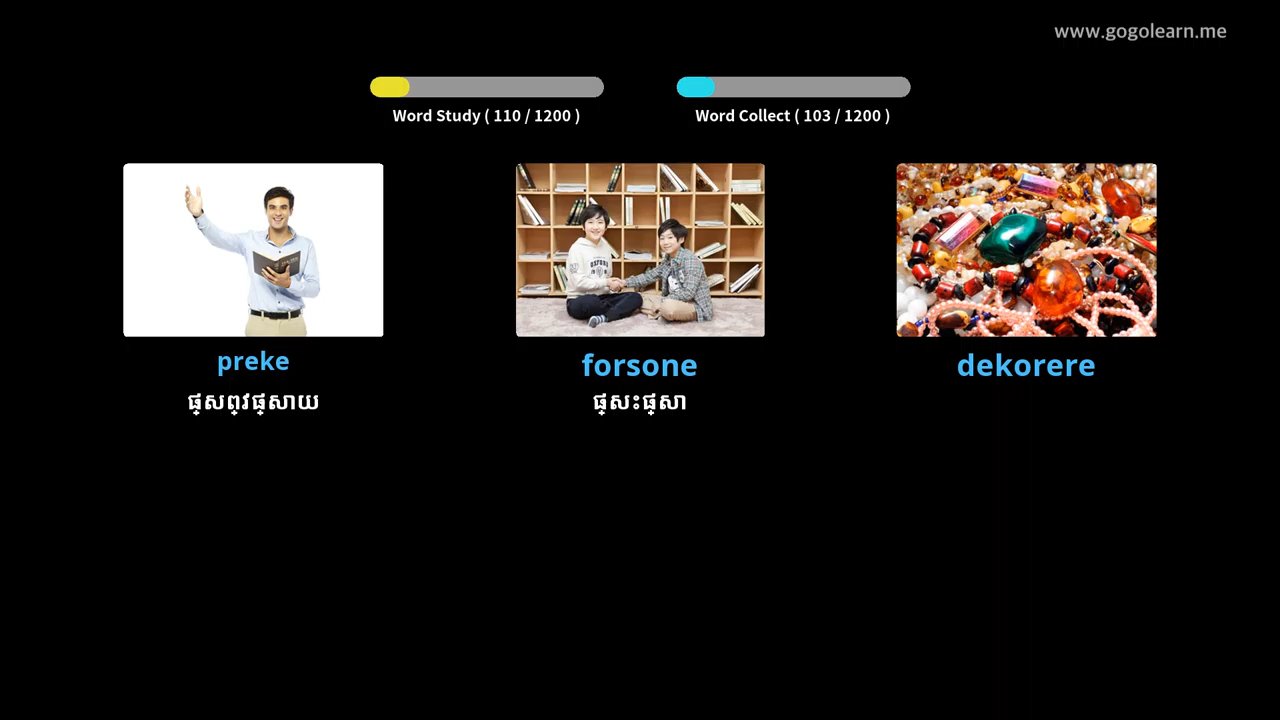 www.gogolearn.me
Word Study ( 110 / 1200 )
Word Collect ( 103 / 1200 )
preke
forsone
dekorere
ផ្សព្វផ្សាយ
ផ្សះផ្សា
OXFORD